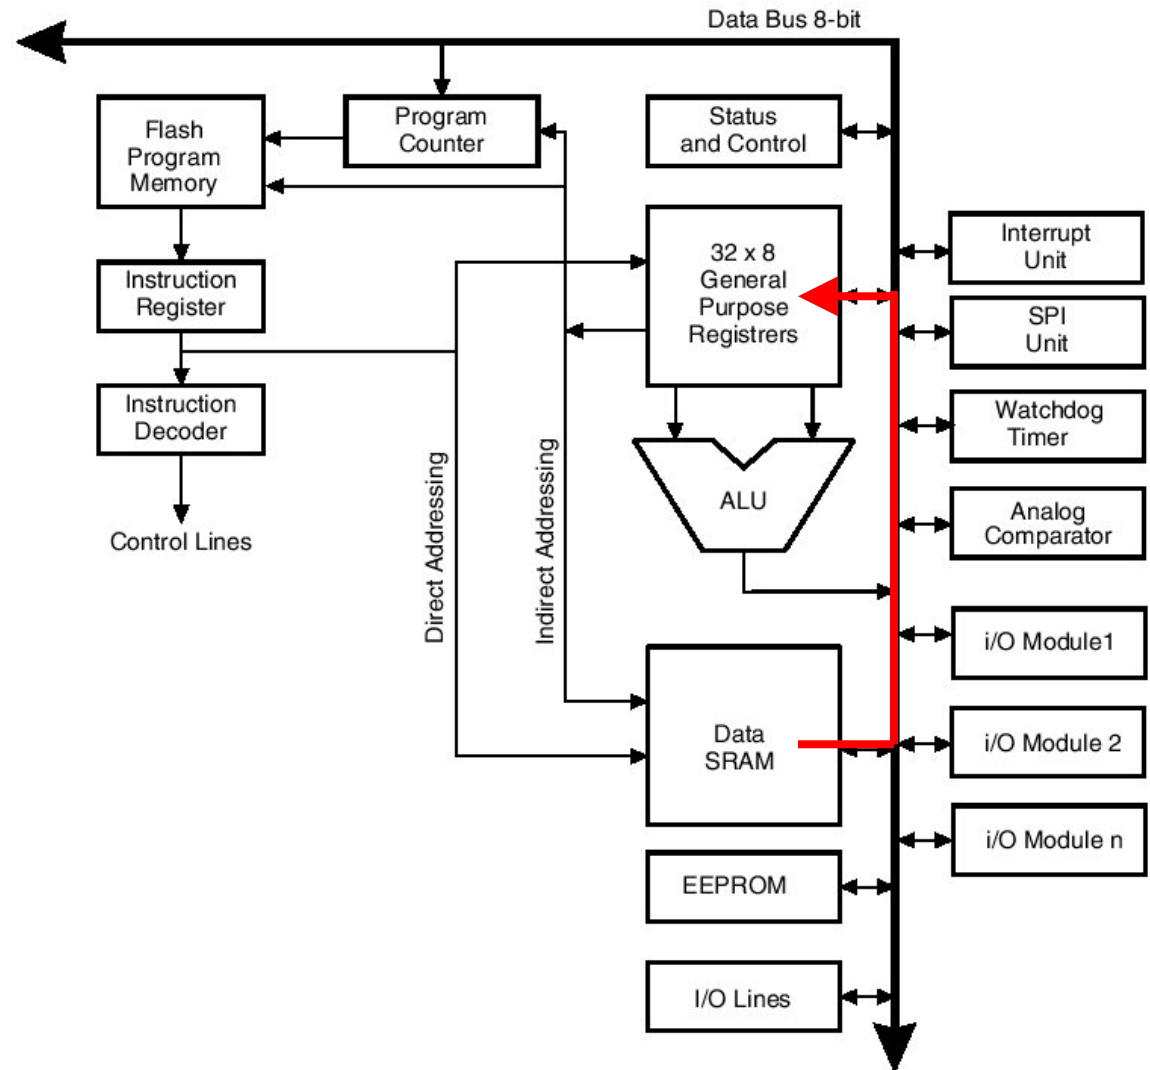 Data Bus 8-bit
Flash
Program
Memory
Program
Counter
Status
and Control
32 x 8
General
Purpose
Registrers
Interrupt
Unit
Instruction
Register
SPI
Unit
Instruction
Decoder
Watchdog
Timer
Control Lines
Direct Addressing
Indirect Addressing
ALU
Analog
Comparator
i/O Module1
Data
SRAM
i/O Module 2
i/O Module n
EEPROM
I/O Lines